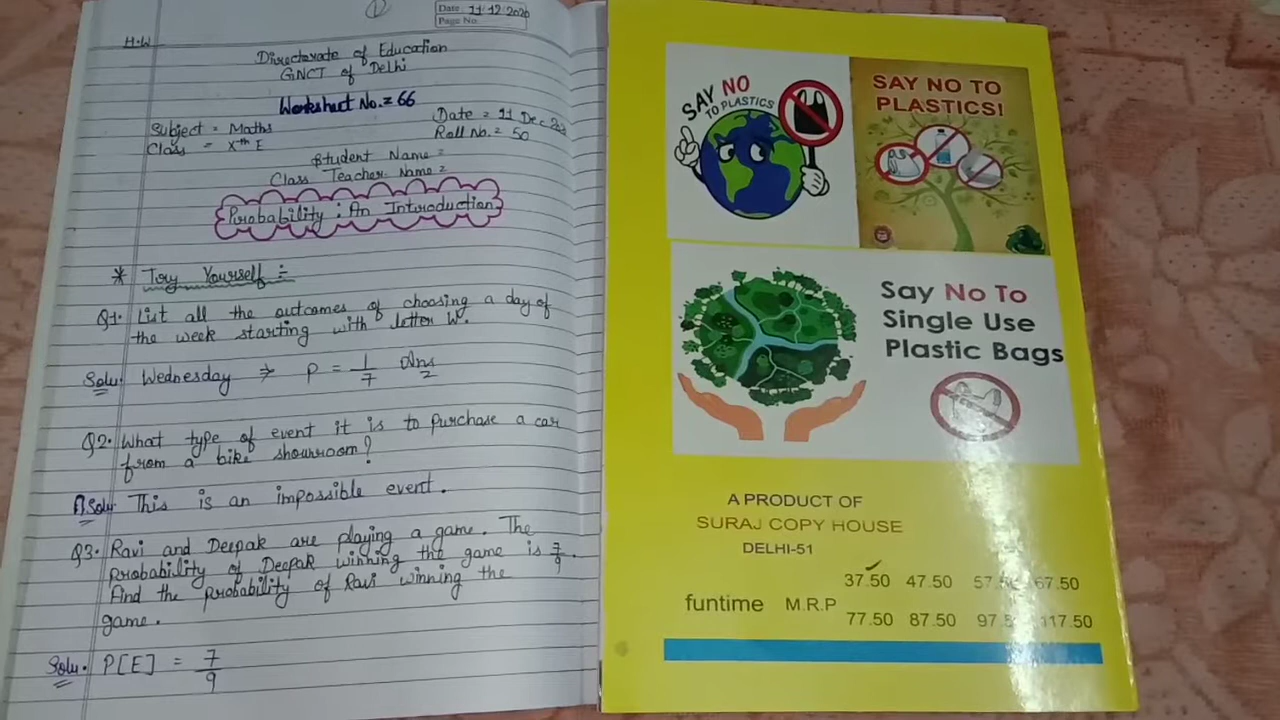 1
Date 11/12/2020
Page No.
H.W
Directorate of Education
GNCT of Delhi
Worksheet No.= 66
Subject = Maths
Date = 11 Dec
Class = Xth E
Roll No.= 50
Student Name =
Class Teacher Name =
Probability : An Introduction
* Try Yourself :-
Q1. List all the outcomes of choosing a day of
the week starting with letter W.
Solu. Wednesday ⇒ P = 1/7 Ans
Q2. What type of event it is to purchase a car
from a bike showroom?
Solu. This is an impossible event.
Q3. Ravi and Deepak are playing a game. The
probability of Deepak winning the game is 7/9.
Find the probability of Ravi winning the
game.
Solu. P[E] = 7/9
SAY NO
TO PLASTICS
SAY NO TO
PLASTICS!
Say No To
Single Use
Plastic Bags
A PRODUCT OF
SURAJ COPY HOUSE
DELHI-51
37.50 47.50 57.50 67.50
funtime M.R.P
77.50 87.50 97.50 117.50